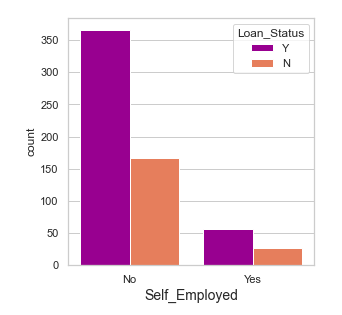 Loan_Status
Y
N
350
300
250
200
150
100
50
0
count
No Yes
Self_Employed